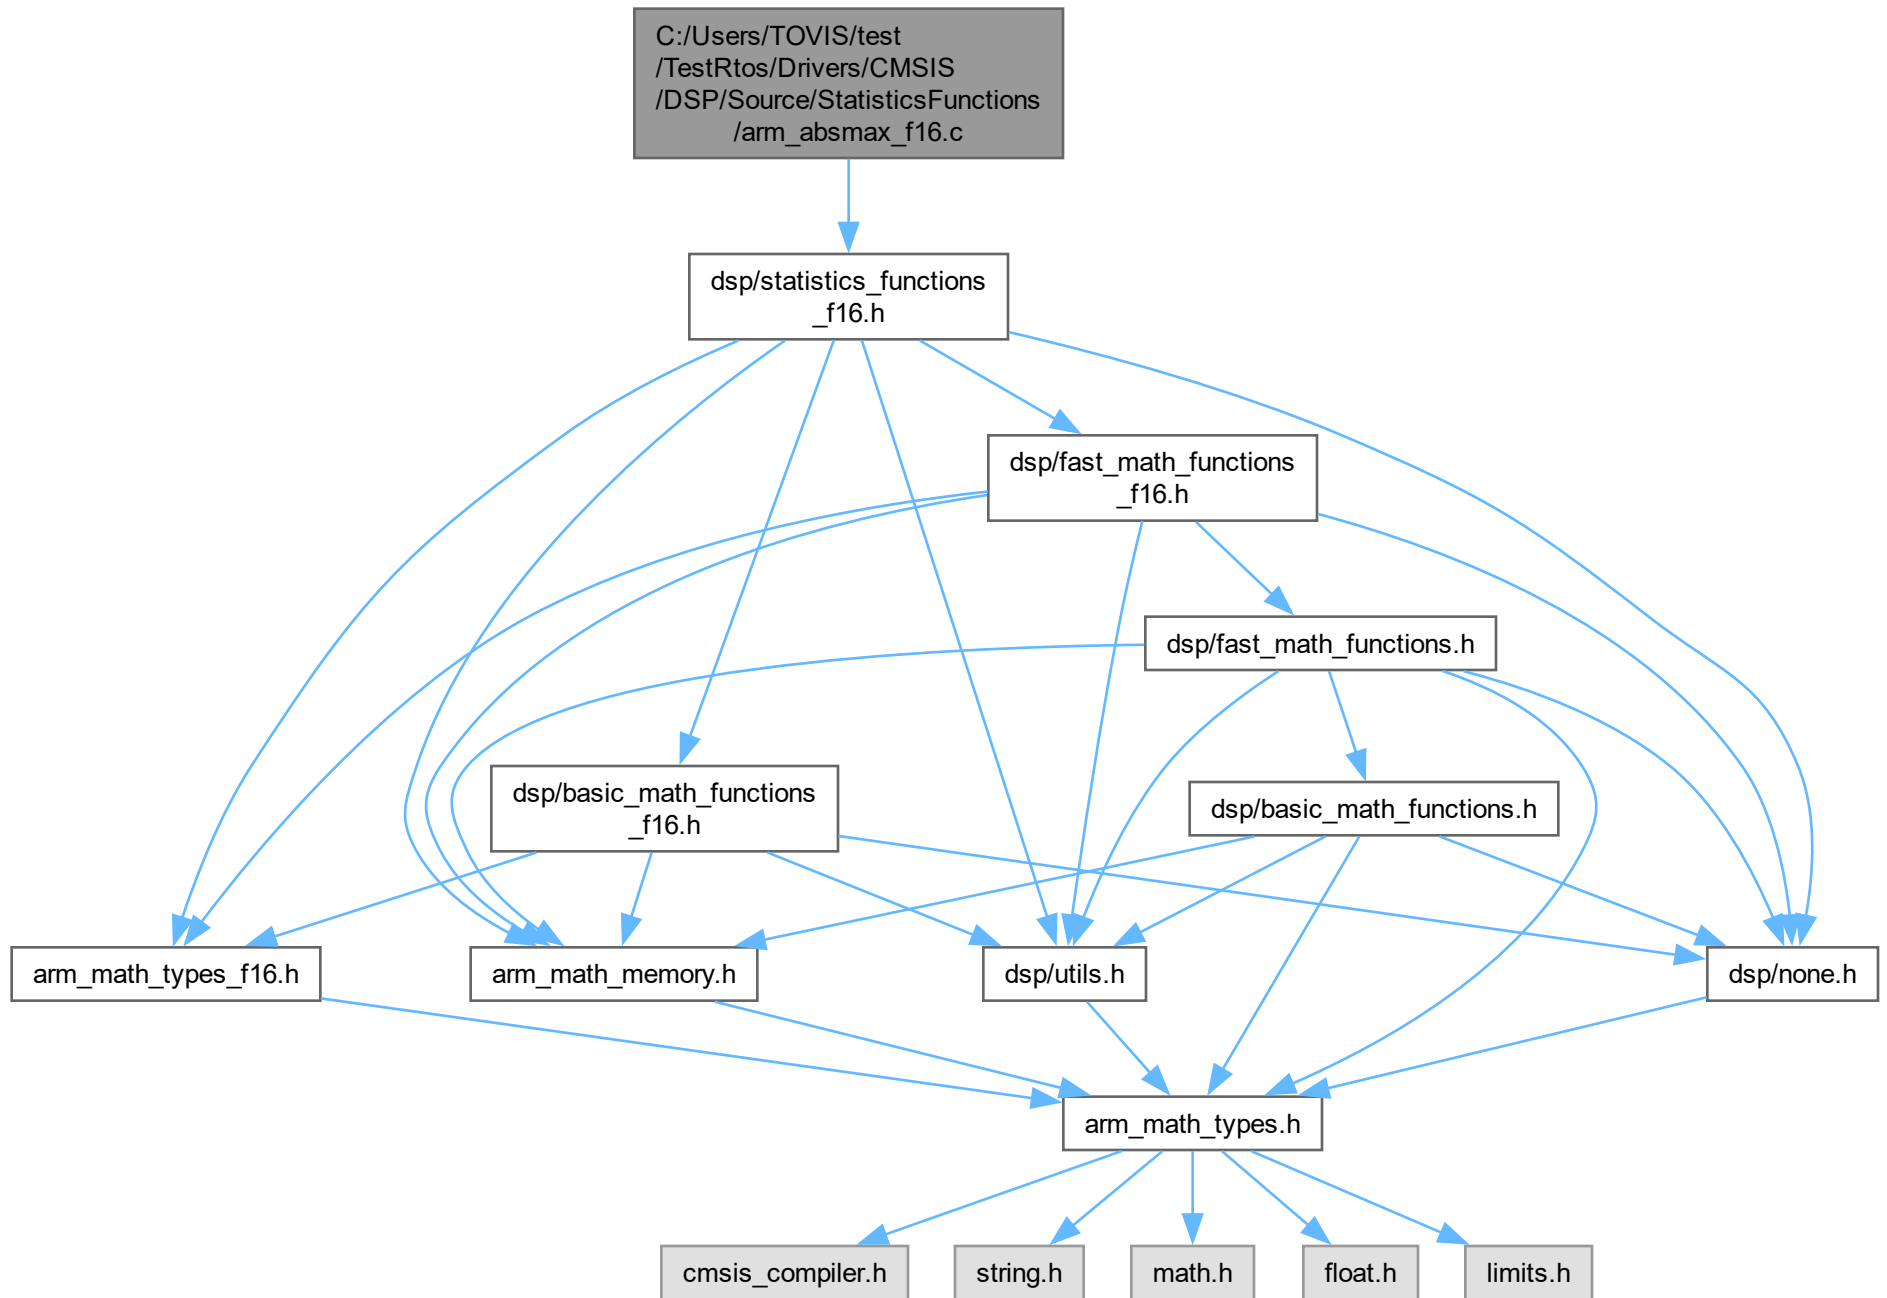 C:/Users/TOVIS/test
/TestRtos/Drivers/CMSIS
/DSP/Source/StatisticsFunctions
/arm_absmax_f16.c
dsp/statistics_functions
_f16.h
dsp/fast_math_functions
_f16.h
dsp/fast_math_functions.h
dsp/basic_math_functions
_f16.h
dsp/basic_math_functions.h
arm_math_types_f16.h
arm_math_memory.h
dsp/utils.h
dsp/none.h
arm_math_types.h
cmsis_compiler.h
string.h
math.h
float.h
limits.h